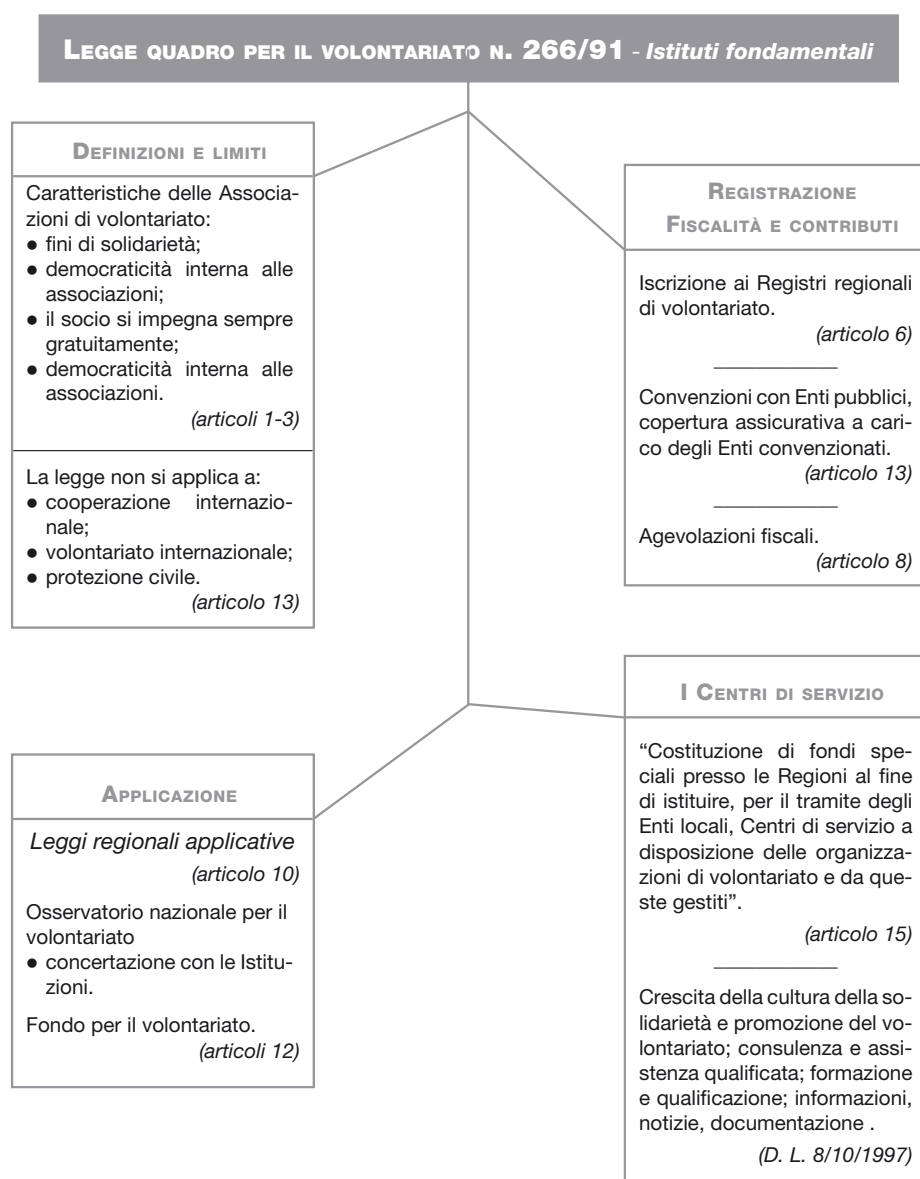 LEGGE QUADRO PER IL VOLONTARIATO N. 266/91 - Istituti fondamentali
DEFINIZIONI E LIMITI
Caratteristiche delle Associa-
zioni di volontariato:
● fini di solidarietà;
● democraticità interna alle
associazioni;
● il socio si impegna sempre
gratuitamente;
● democraticità interna alle
associazioni.
(articoli 1-3)
La legge non si applica a:
● cooperazione internazio-
nale;
● volontariato internazionale;
● protezione civile.
(articolo 13)
REGISTRAZIONE
FISCALITÀ E CONTRIBUTI
Iscrizione ai Registri regionali
di volontariato.
(articolo 6)
Convenzioni con Enti pubblici,
copertura assicurativa a cari-
co degli Enti convenzionati.
(articolo 13)
Agevolazioni fiscali.
(articolo 8)
APPLICAZIONE
Leggi regionali applicative
(articolo 10)
Osservatorio nazionale per il
volontariato
● concertazione con le Istitu-
zioni.
Fondo per il volontariato.
(articoli 12)
I CENTRI DI SERVIZIO
“Costituzione di fondi spe-
ciali presso le Regioni al fine
di istituire, per il tramite degli
Enti locali, Centri di servizio a
disposizione delle organizza-
zioni di volontariato e da que-
ste gestiti”.
(articolo 15)
Crescita della cultura della so-
lidarietà e promozione del vo-
lontariato; consulenza e assi-
stenza qualificata; formazione
e qualificazione; informazioni,
notizie, documentazione .
(D. L. 8/10/1997)